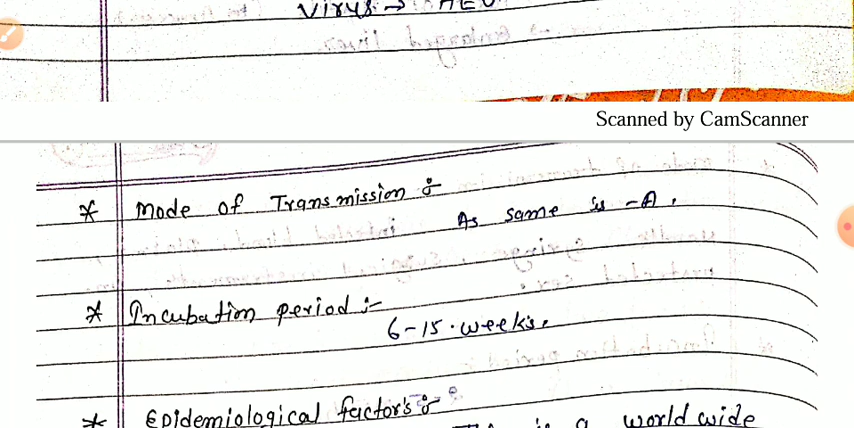 Virus →
Scanned by CamScanner
* Mode of Transmission :-
As same is - A.
* Incubation period :-
6-15. weeks.
* Epidemiological factor's :-
is a world wide